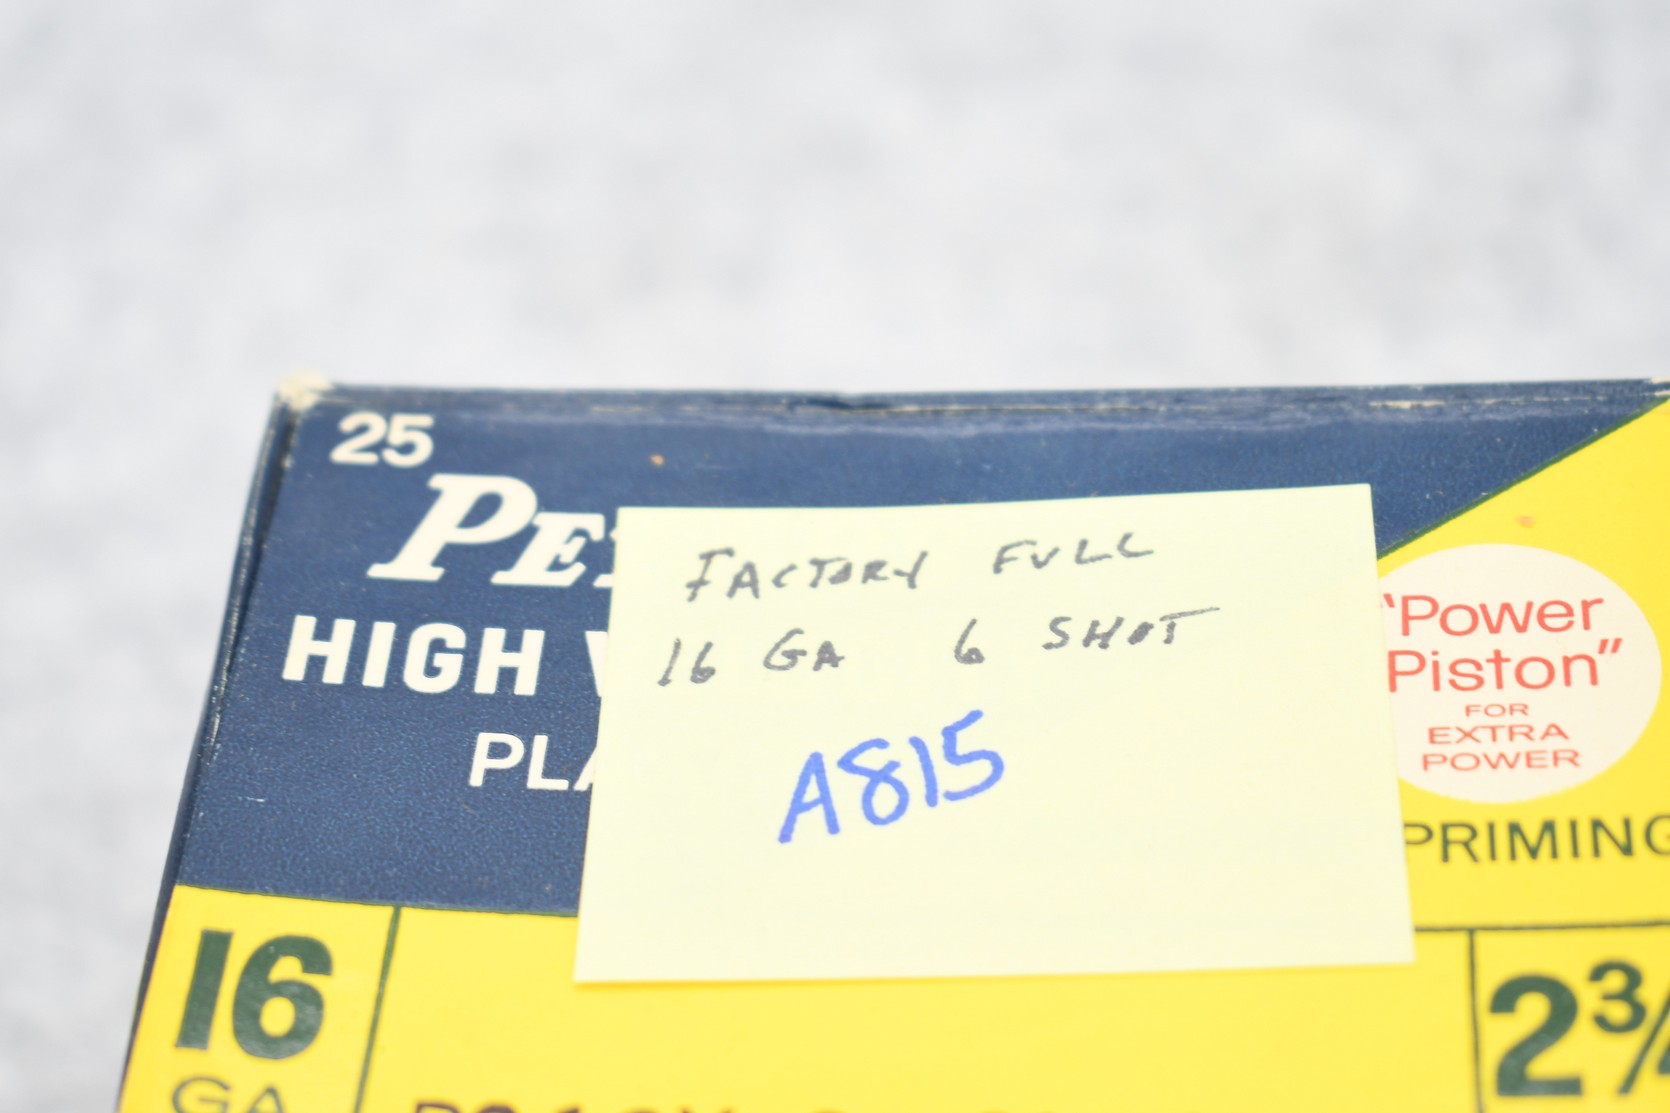 25
HIGH
FACTORY FULL
16 GA 6 SHOT
A815
"Power
Piston"
FOR
EXTRA
POWER
PRIMING
16
GA
2¾